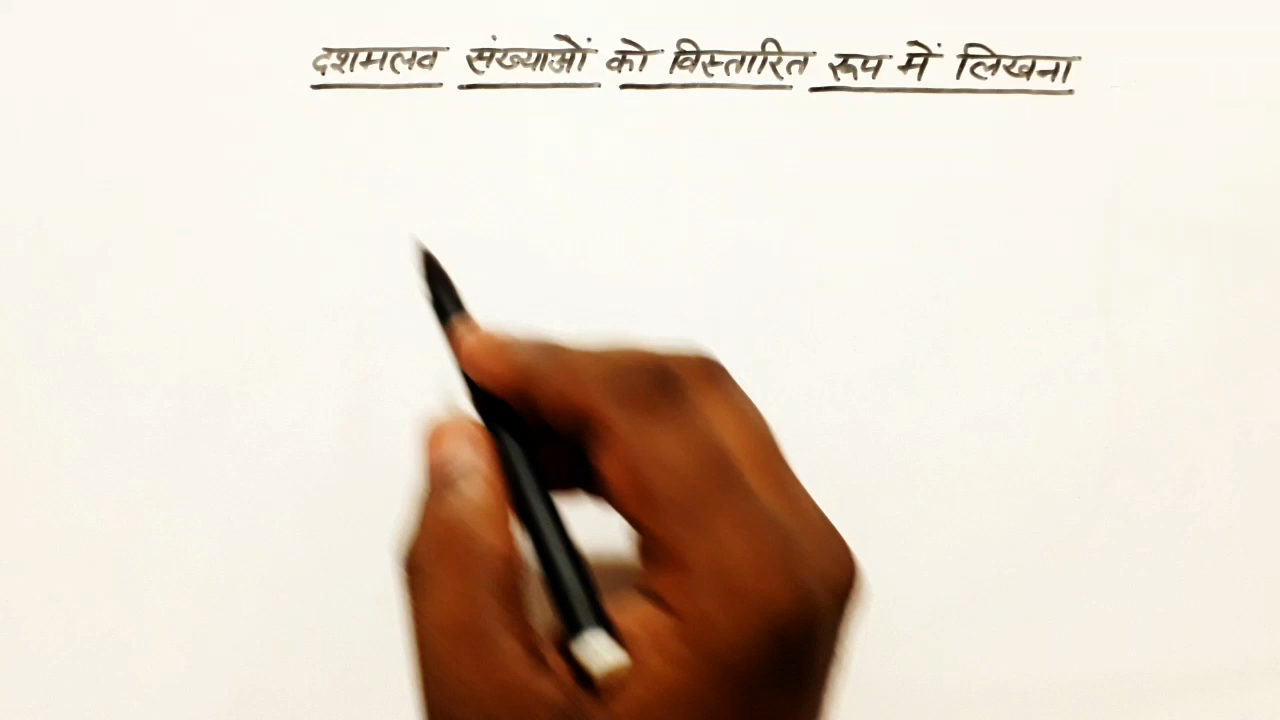 दशमलव संख्याओं को विस्तारित रूप में लिखना